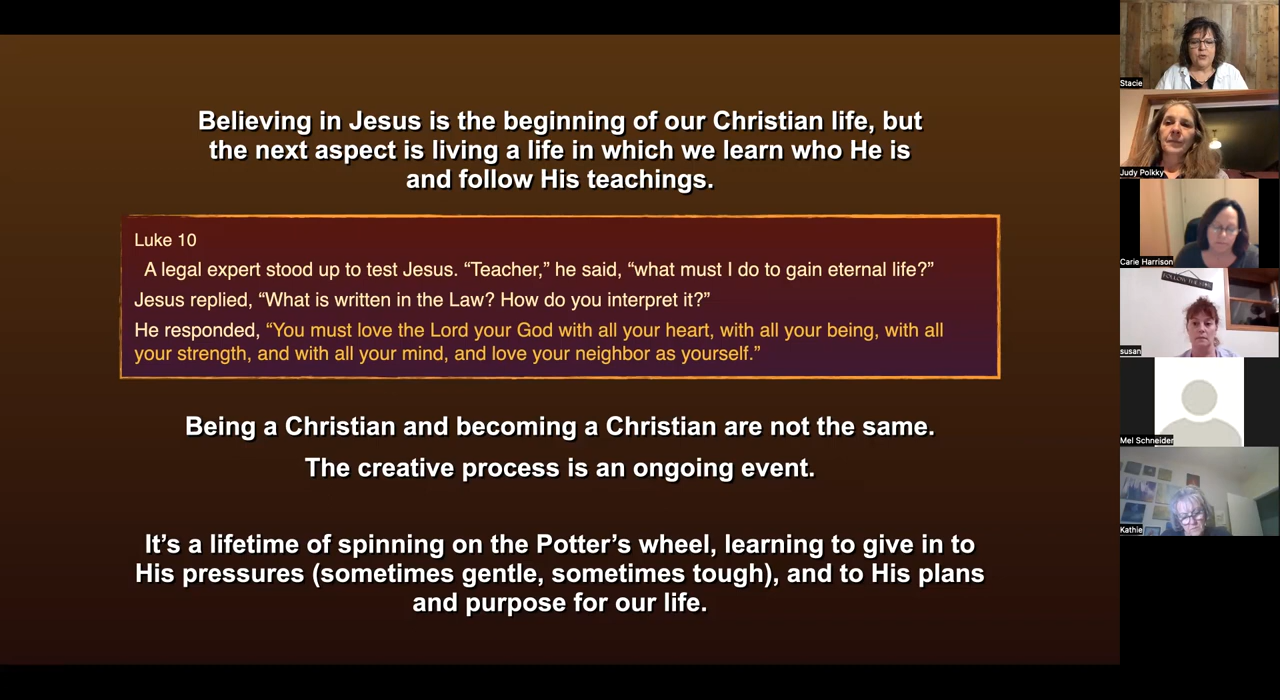 Believing in Jesus is the beginning of our Christian life, but
the next aspect is living a life in which we learn who He is
and follow His teachings.
Luke 10
A legal expert stood up to test Jesus. “Teacher,” he said, “what must I do to gain eternal life?”
Jesus replied, “What is written in the Law? How do you interpret it?”
He responded, “You must love the Lord your God with all your heart, with all your being, with all
your strength, and with all your mind, and love your neighbor as yourself.”
Being a Christian and becoming a Christian are not the same.
The creative process is an ongoing event.
It’s a lifetime of spinning on the Potter’s wheel, learning to give in to
His pressures (sometimes gentle, sometimes tough), and to His plans
and purpose for our life.
Stacie
Judy Polkky
Carie Harrison
FOLLOW THE
susan
Mel Schneider
Kathie